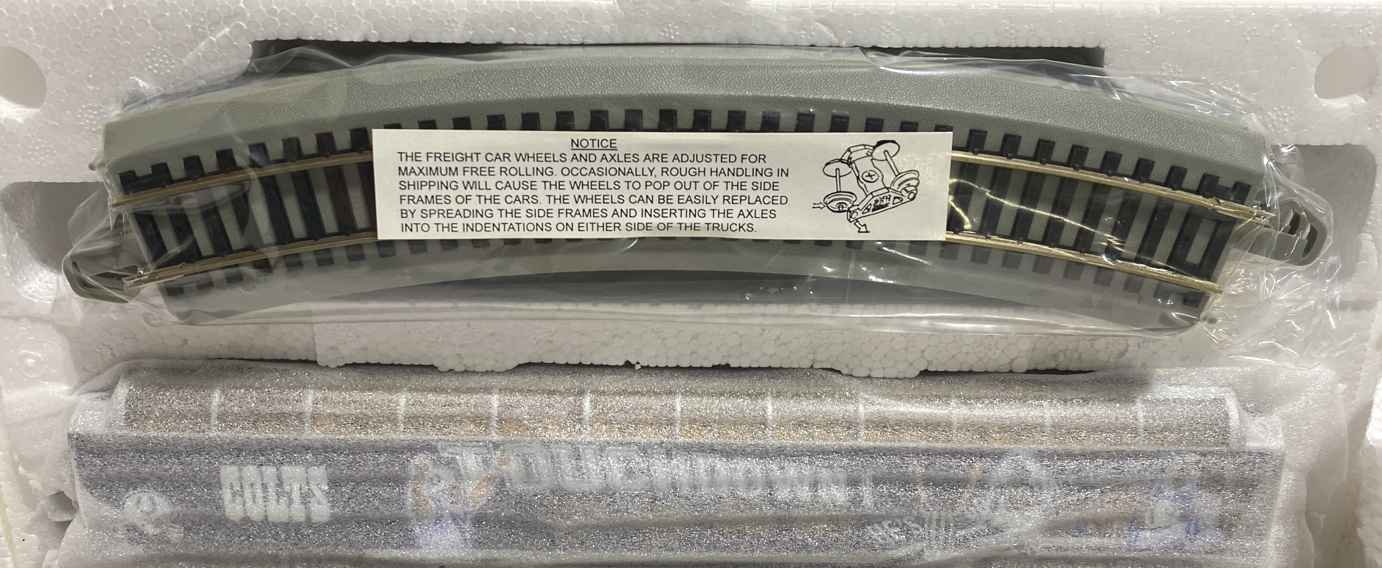 NOTICE
THE FREIGHT CAR WHEELS AND AXLES ARE ADJUSTED FOR
MAXIMUM FREE ROLLING. OCCASIONALLY, ROUGH HANDLING IN
SHIPPING WILL CAUSE THE WHEELS TO POP OUT OF THE SIDE
FRAMES OF THE CARS. THE WHEELS CAN BE EASILY REPLACED
BY SPREADING THE SIDE FRAMES AND INSERTING THE AXLES
INTO THE INDENTATIONS ON EITHER SIDE OF THE TRUCKS.
COLTS
TOUCHDOWN!